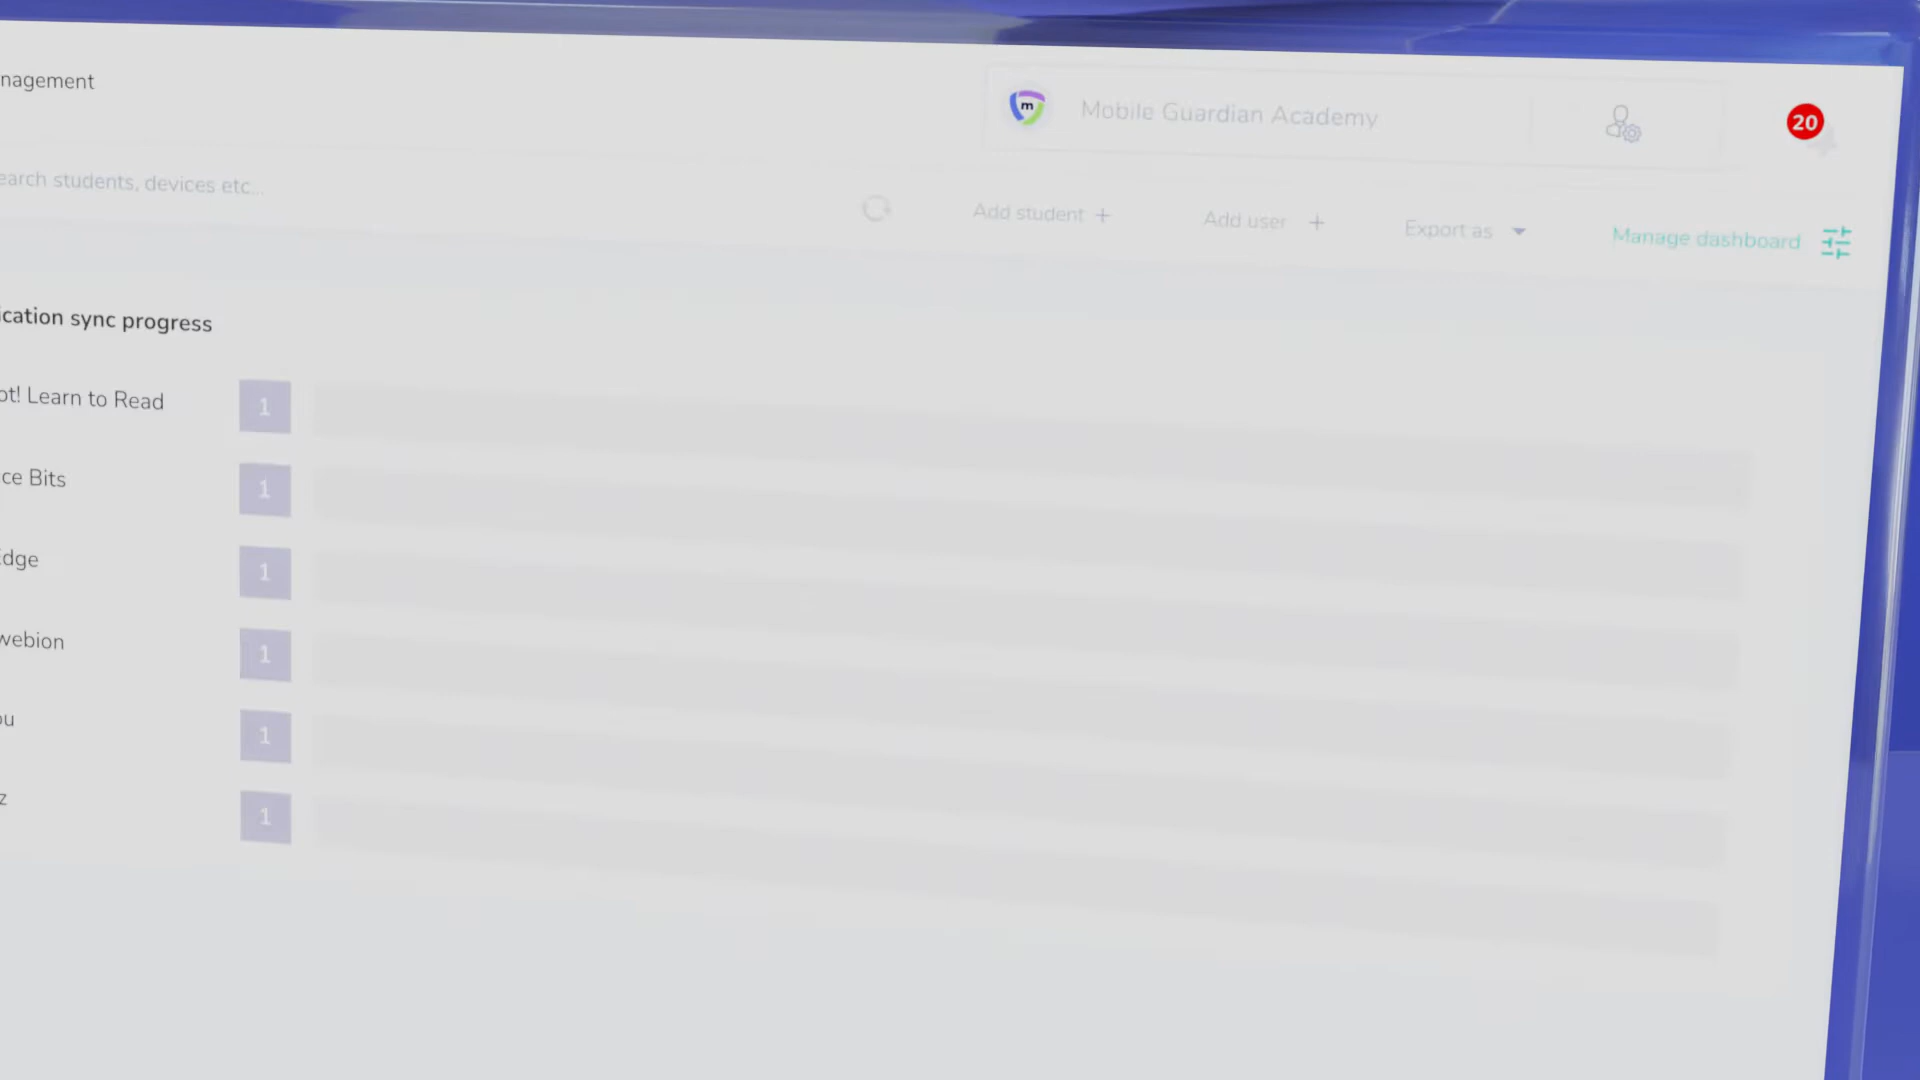 nagement
m
Mobile Guardian Academy
20
earch students, devices etc...
Add student +
Add user +
Export as
Manage dashboard
ication sync progress
ot! Learn to Read 1
ce Bits 1
Edge 1
webion 1
ou 1
z 1